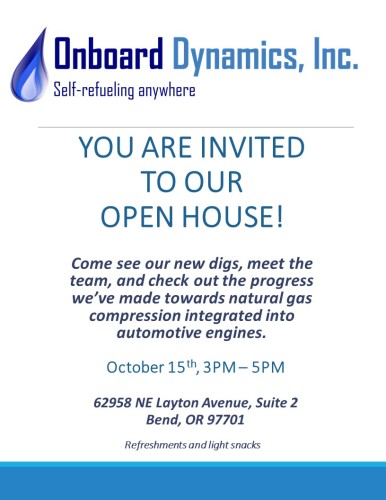 Onboard Dynamics, Inc.
Self-refueling anywhere
YOU ARE INVITED
TO OUR
OPEN HOUSE!
Come see our new digs, meet the
team, and check out the progress
we've made towards natural gas
compression integrated into
automotive engines.
October 15th, 3PM – 5PM
62958 NE Layton Avenue, Suite 2
Bend, OR 97701
Refreshments and light snacks